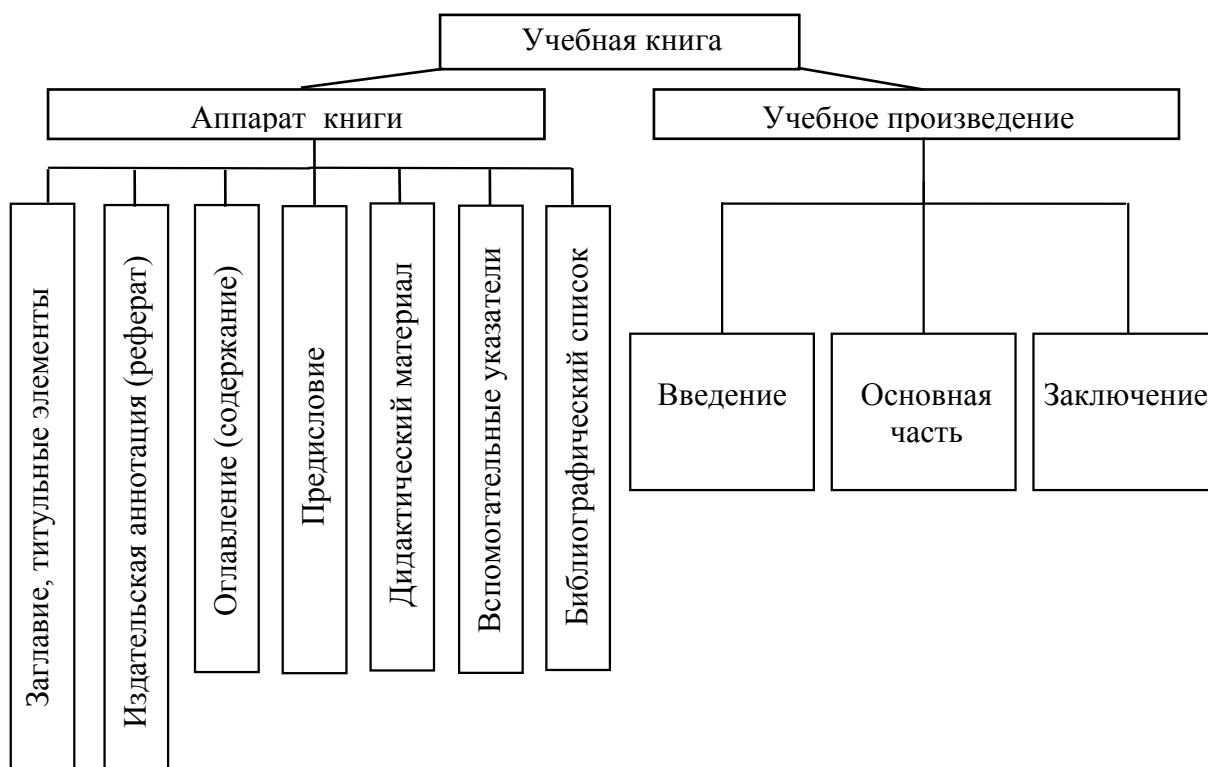 Учебная книга
Аппарат книги
Учебное произведение
Заглавие, титульные элементы
Издательская аннотация (реферат)
Оглавление (содержание)
Предисловие
Дидактический материал
Вспомогательные указатели
Библиографический список
Введение
Основная
часть
Заключение